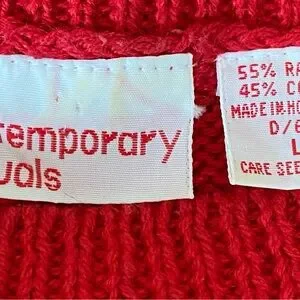 temporary
uals
55% RA
45% CO
MADE IN HO
D/6
L
CARE SEE